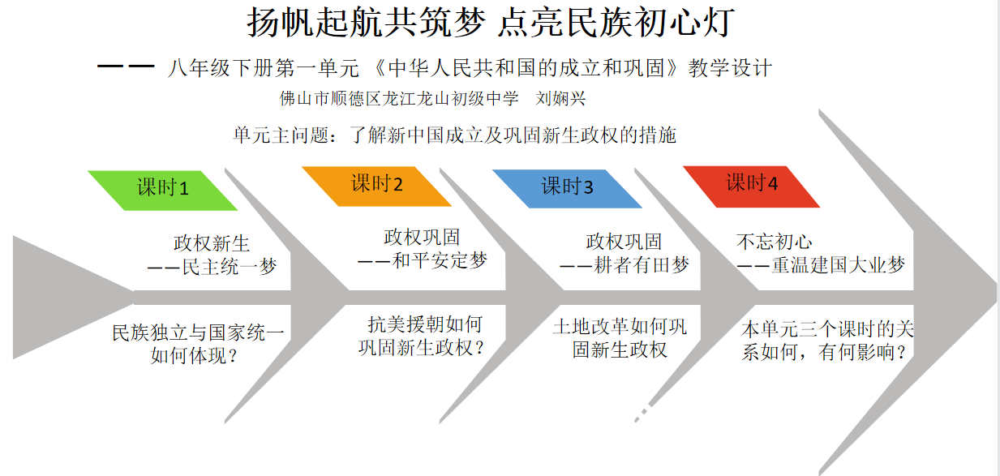 扬帆起航共筑梦 点亮民族初心灯
—— 八年级下册第一单元 《中华人民共和国的成立和巩固》教学设计
佛山市顺德区龙江龙山初级中学 刘娴兴
单元主问题：了解新中国成立及巩固新生政权的措施
课时1
政权新生
——民主统一梦
民族独立与国家统一
如何体现？
课时2
政权巩固
——和平安定梦
抗美援朝如何
巩固新生政权？
课时3
政权巩固
——耕者有田梦
土地改革如何巩
固新生政权
课时4
不忘初心
——重温建国大业梦
本单元三个课时的关
系如何，有何影响？